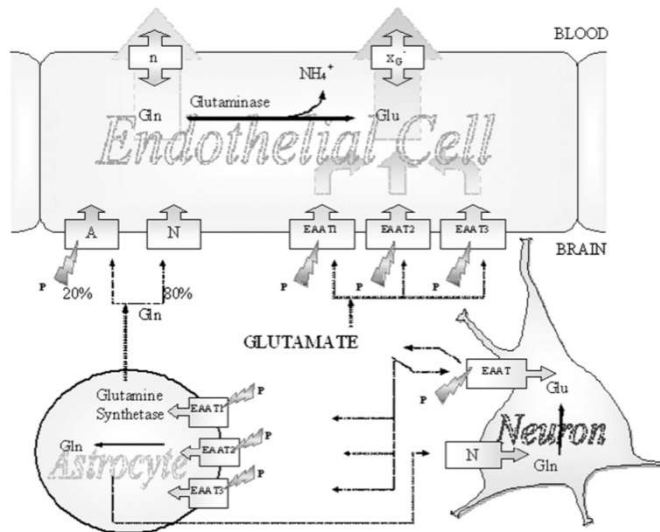 BLOOD
n
x G⁻
NH₄⁺
Gln
Glutaminase
Glu
Endothelial Cell
A
N
EAAT1
EAAT2
EAAT3
BRAIN
P
20%
80%
P
P
P
Gln
GLUTAMATE
EAAT
P
Glu
Glutamine
Synthetase
EAAT1
P
Neuron
Gln
Astrocyte
EAAT2
P
N
Gln
EAAT3
P